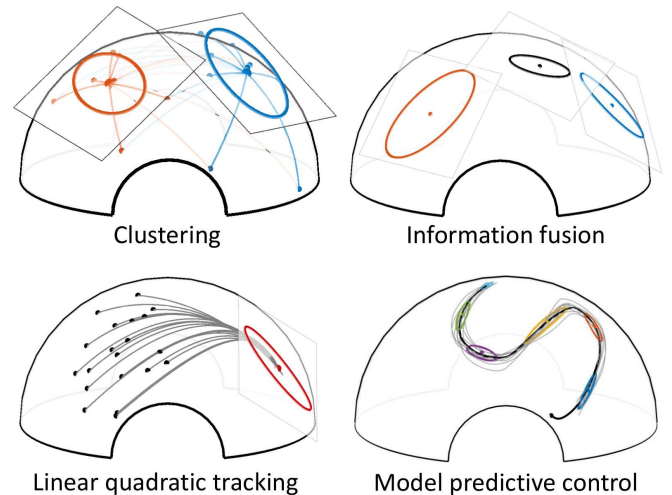 Clustering
Information fusion
Linear quadratic tracking
Model predictive control